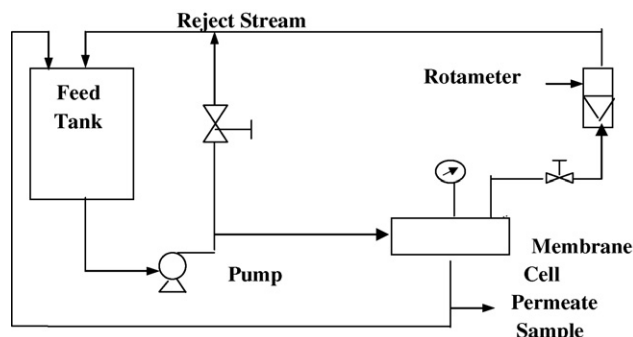 Reject Stream
Feed
Tank
Rotameter
Pump
Membrane
Cell
Permeate
Sample